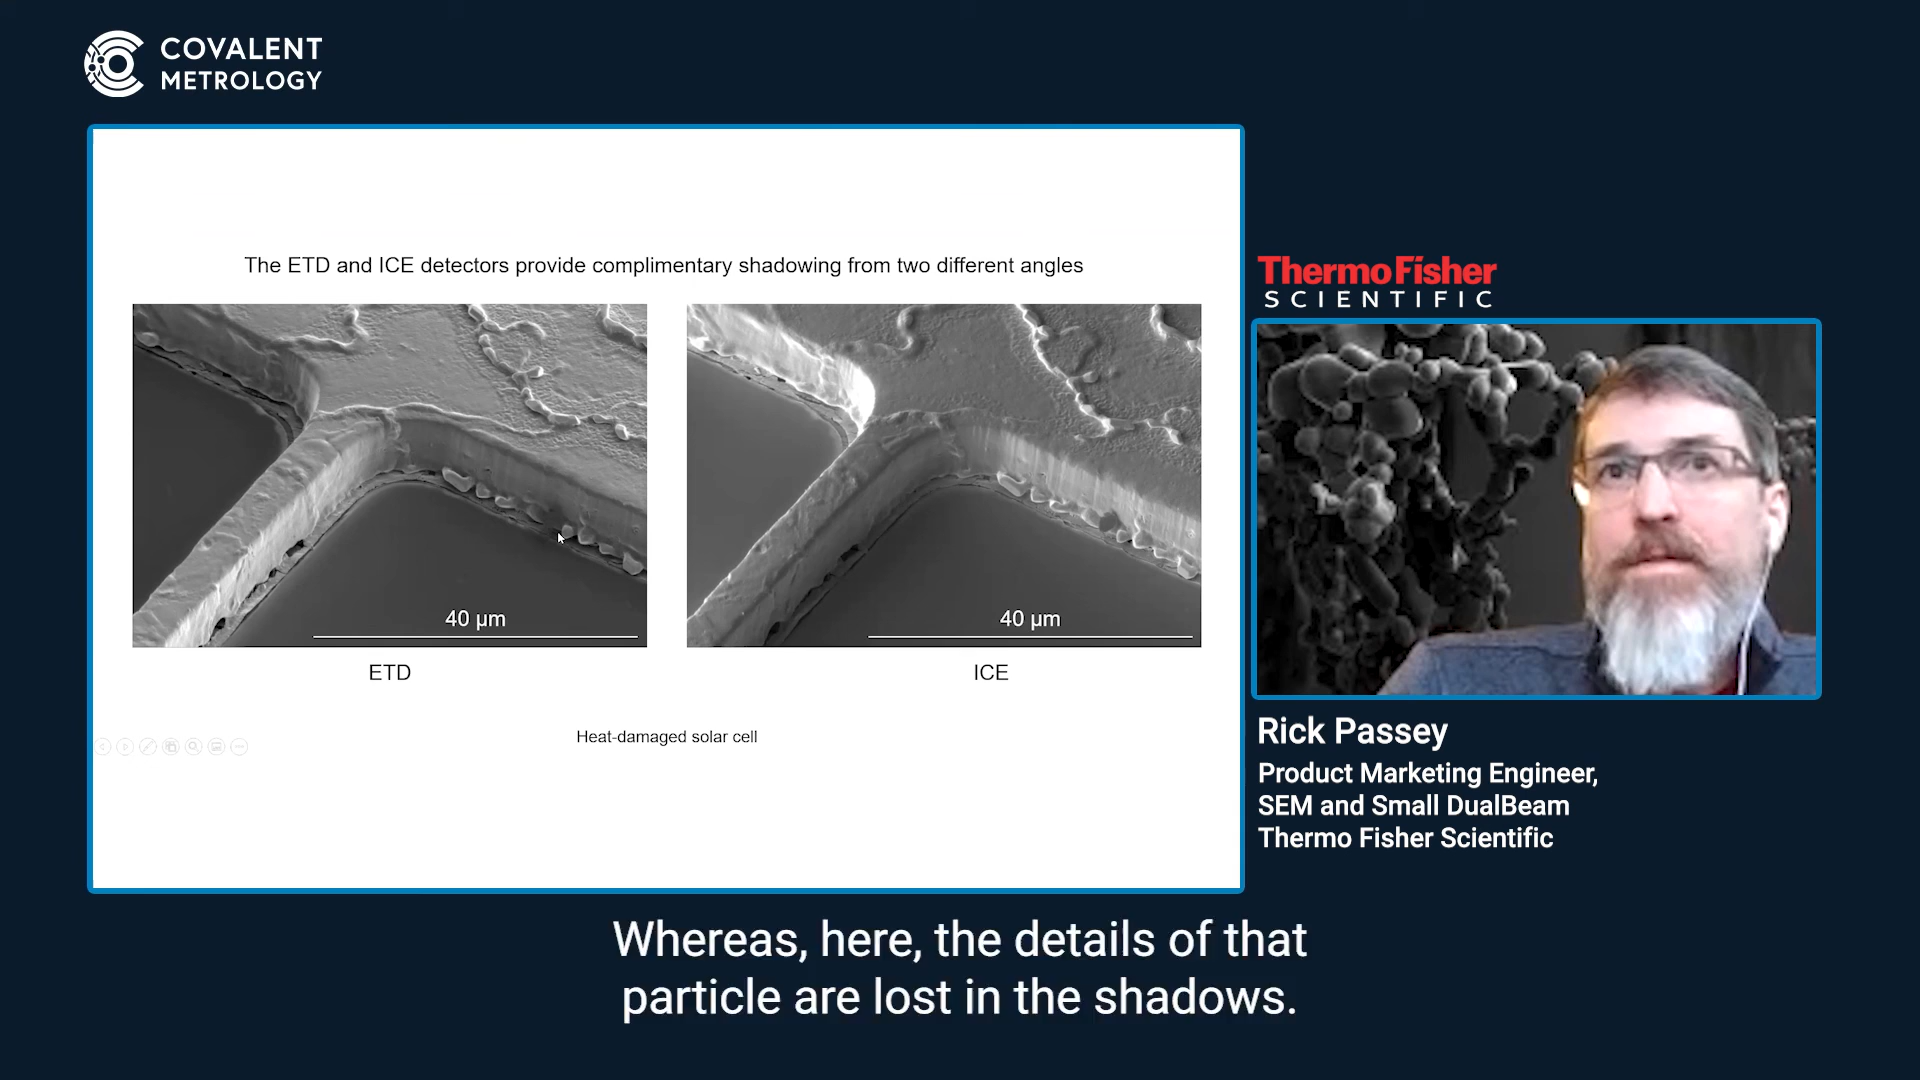 COVALENT
METROLOGY
The ETD and ICE detectors provide complimentary shadowing from two different angles
40 µm
40 µm
ETD
ICE
Heat-damaged solar cell
ThermoFisher
SCIENTIFIC
Rick Passey
Product Marketing Engineer,
SEM and Small DualBeam
Thermo Fisher Scientific
Whereas, here, the details of that
particle are lost in the shadows.